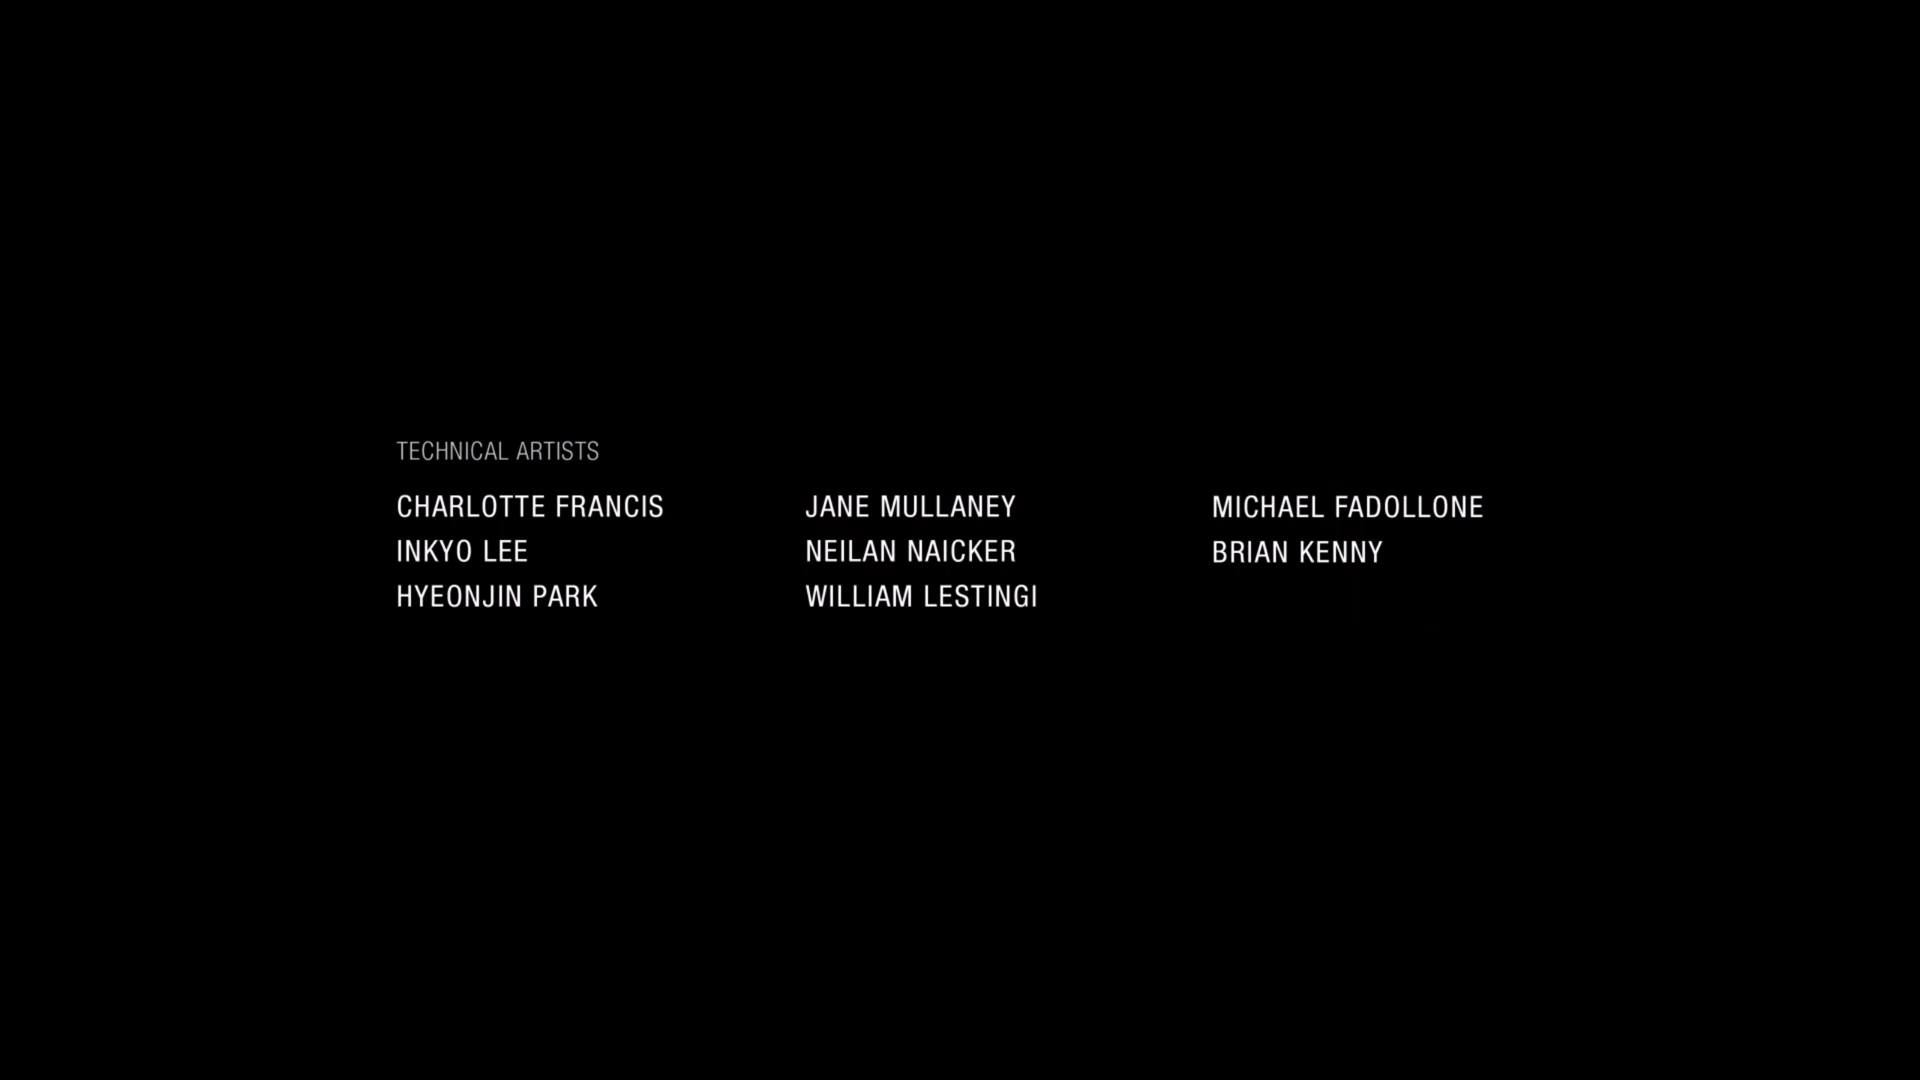 TECHNICAL ARTISTS
CHARLOTTE FRANCIS
INKYO LEE
HYEONJIN PARK
JANE MULLANEY
NEILAN NAICKER
WILLIAM LESTINGI
MICHAEL FADOLLONE
BRIAN KENNY